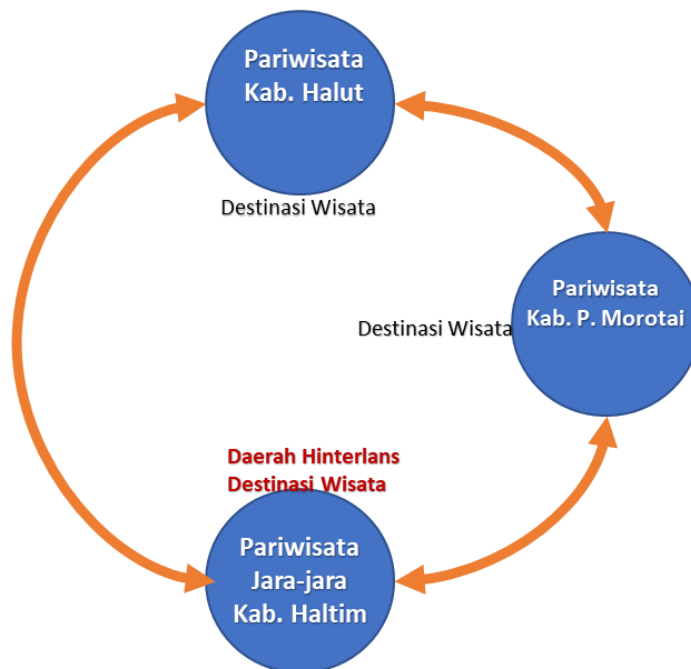 Pariwisata
Kab. Halut
Destinasi Wisata
Pariwisata
Kab. P. Morotai
Destinasi Wisata
Daerah Hinterlans
Destinasi Wisata
Pariwisata
Jara-jara
Kab. Haltim